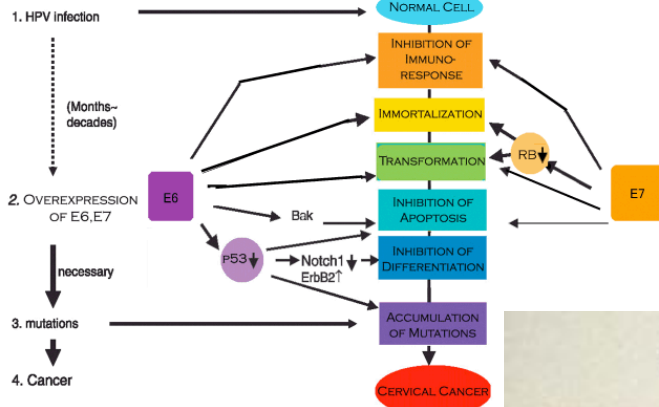 1. HPV infection
(Months~
decades)
2. OVEREXPRESSION
OF E6,E7
necessary
3. mutations
4. Cancer
E6
Bak
P53
Notch1
ErbB2↑
NORMAL CELL
INHIBITION OF
IMMUNO-
RESPONSE
IMMORTALIZATION
TRANSFORMATION
INHIBITION OF
APOPTOSIS
INHIBITION OF
DIFFERENTIATION
ACCUMULATION
OF MUTATIONS
CERVICAL CANCER
RB
E7